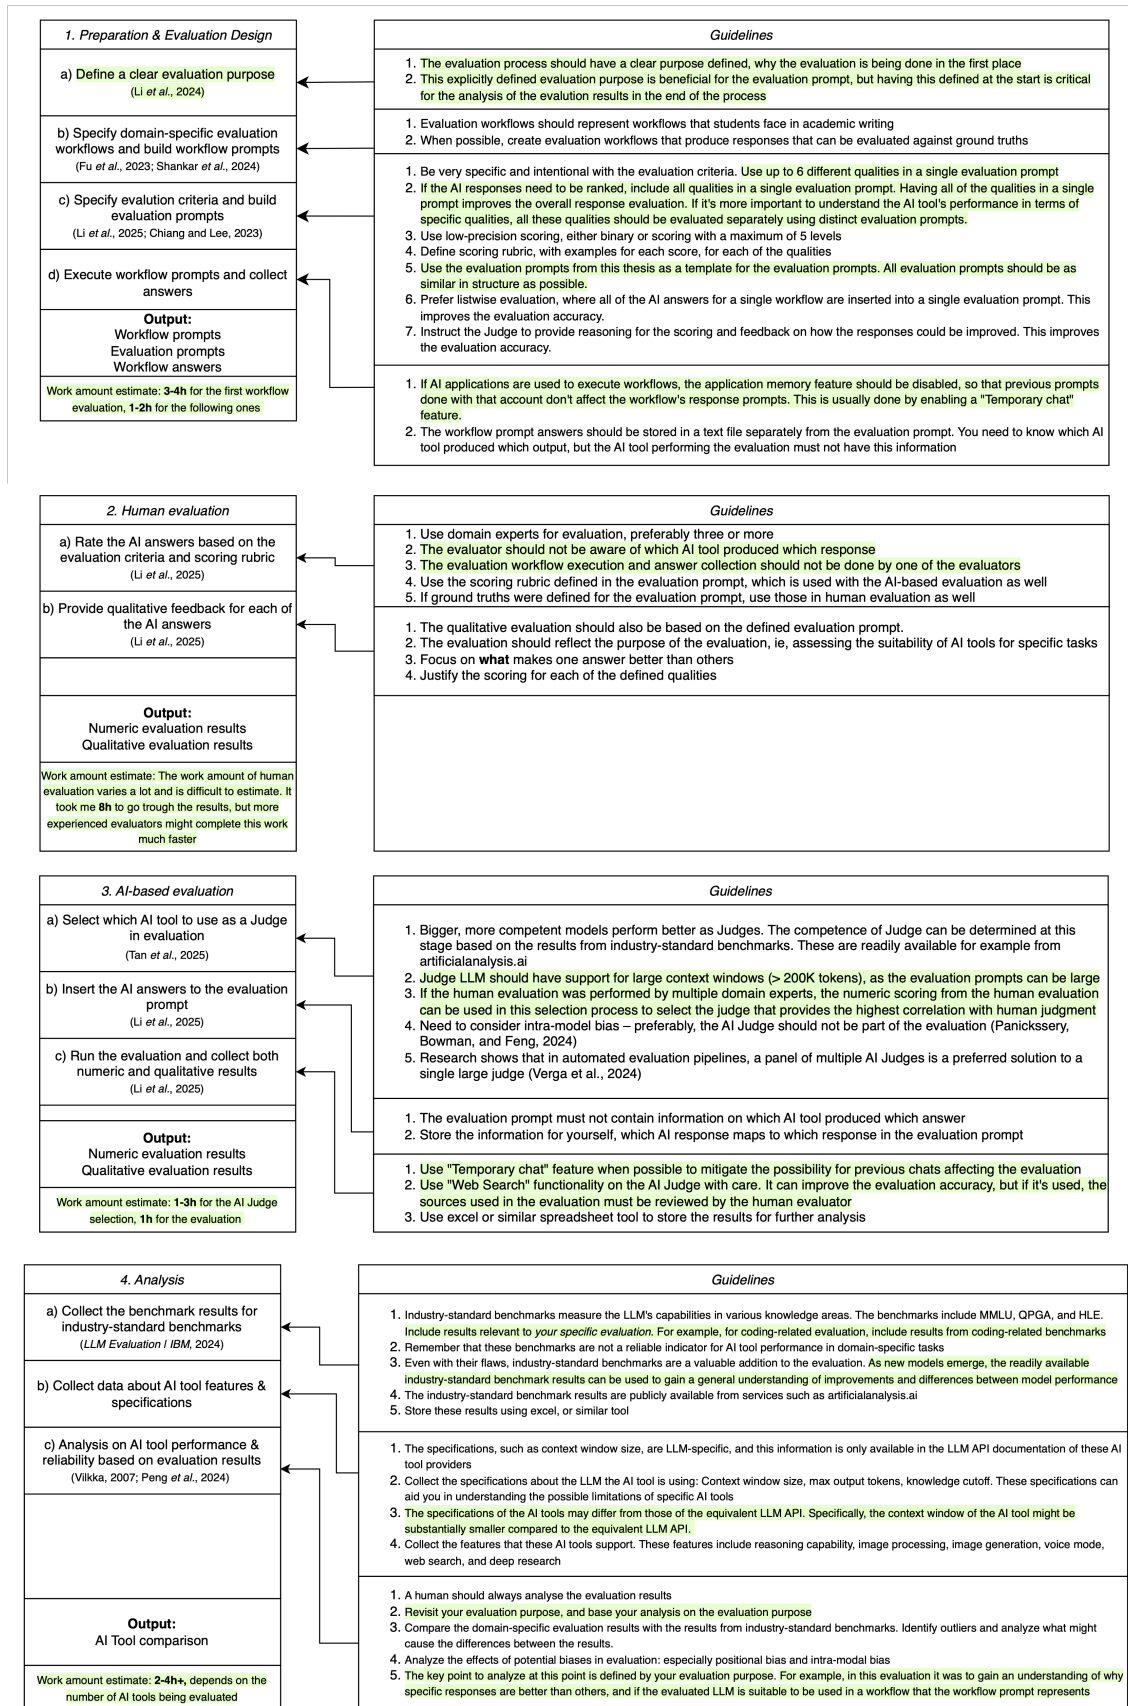 1. Preparation & Evaluation Design
a) Define a clear evaluation purpose
(Li et al., 2024)
b) Specify domain-specific evaluation
workflows and build workflow prompts
(Fu et al., 2023; Shankar et al., 2024)
c) Specify evalution criteria and build
evaluation prompts
(Li et al., 2025; Chiang and Lee, 2023)
d) Execute workflow prompts and collect
answers
Output:
Workflow prompts
Evaluation prompts
Workflow answers
Work amount estimate: 3-4h for the first workflow
evaluation, 1-2h for the following ones
Guidelines
1. The evaluation process should have a clear purpose defined, why the evaluation is being done in the first place
2. This explicitly defined evaluation purpose is beneficial for the evaluation prompt, but having this defined at the start is critical
for the analysis of the evalution results in the end of the process
1. Evaluation workflows should represent workflows that students face in academic writing
2. When possible, create evaluation workflows that produce responses that can be evaluated against ground truths
1. Be very specific and intentional with the evaluation criteria. Use up to 6 different qualities in a single evaluation prompt
2. If the AI responses need to be ranked, include all qualities in a single evaluation prompt. Having all of the qualities in a single
prompt improves the overall response evaluation. If it's more important to understand the AI tool's performance in terms of
specific qualities, all these qualities should be evaluated separately using distinct evaluation prompts.
3. Use low-precision scoring, either binary or scoring with a maximum of 5 levels
4. Define scoring rubric, with examples for each score, for each of the qualities
5. Use the evaluation prompts from this thesis as a template for the evaluation prompts. All evaluation prompts should be as
similar in structure as possible.
6. Prefer listwise evaluation, where all of the AI answers for a single workflow are inserted into a single evaluation prompt. This
improves the evaluation accuracy.
7. Instruct the Judge to provide reasoning for the scoring and feedback on how the responses could be improved. This improves
the evaluation accuracy.
1. If AI applications are used to execute workflows, the application memory feature should be disabled, so that previous prompts
done with that account don't affect the workflow's response prompts. This is usually done by enabling a "Temporary chat"
feature.
2. The workflow prompt answers should be stored in a text file separately from the evaluation prompt. You need to know which AI
tool produced which output, but the AI tool performing the evaluation must not have this information
2. Human evaluation
a) Rate the AI answers based on the
evaluation criteria and scoring rubric
(Li et al., 2025)
b) Provide qualitative feedback for each of
the AI answers
(Li et al., 2025)
Output:
Numeric evaluation results
Qualitative evaluation results
Work amount estimate: The work amount of human
evaluation varies a lot and is difficult to estimate. It
took me 8h to go trough the results, but more
experienced evaluators might complete this work
much faster
Guidelines
1. Use domain experts for evaluation, preferably three or more
2. The evaluator should not be aware of which AI tool produced which response
3. The evaluation workflow execution and answer collection should not be done by one of the evaluators
4. Use the scoring rubric defined in the evaluation prompt, which is used with the AI-based evaluation as well
5. If ground truths were defined for the evaluation prompt, use those in human evaluation as well
1. The qualitative evaluation should also be based on the defined evaluation prompt.
2. The evaluation should reflect the purpose of the evaluation, ie, assessing the suitability of AI tools for specific tasks
3. Focus on what makes one answer better than others
4. Justify the scoring for each of the defined qualities
3. AI-based evaluation
a) Select which AI tool to use as a Judge
in evaluation
(Tan et al., 2025)
b) Insert the AI answers to the evaluation
prompt
(Li et al., 2025)
c) Run the evaluation and collect both
numeric and qualitative results
(Li et al., 2025)
Output:
Numeric evaluation results
Qualitative evaluation results
Work amount estimate: 1-3h for the AI Judge
selection, 1h for the evaluation
Guidelines
1. Bigger, more competent models perform better as Judges. The competence of Judge can be determined at this
stage based on the results from industry-standard benchmarks. These are readily available for example from
artificialanalysis.ai
2. Judge LLM should have support for large context windows (> 200K tokens), as the evaluation prompts can be large
3. If the human evaluation was performed by multiple domain experts, the numeric scoring from the human evaluation
can be used in this selection process to select the judge that provides the highest correlation with human judgment
4. Need to consider intra-model bias – preferably, the AI Judge should not be part of the evaluation (Panickssery,
Bowman, and Feng, 2024)
5. Research shows that in automated evaluation pipelines, a panel of multiple AI Judges is a preferred solution to a
single large judge (Verga et al., 2024)
1. The evaluation prompt must not contain information on which AI tool produced which answer
2. Store the information for yourself, which AI response maps to which response in the evaluation prompt
1. Use "Temporary chat" feature when possible to mitigate the possibility for previous chats affecting the evaluation
2. Use "Web Search" functionality on the AI Judge with care. It can improve the evaluation accuracy, but if it's used, the
sources used in the evaluation must be reviewed by the human evaluator
3. Use excel or similar spreadsheet tool to store the results for further analysis
4. Analysis
a) Collect the benchmark results for
industry-standard benchmarks
(LLM Evaluation | IBM, 2024)
b) Collect data about AI tool features &
specifications
c) Analysis on AI tool performance &
reliability based on evaluation results
(Vilkka, 2007; Peng et al., 2024)
Output:
AI Tool comparison
Work amount estimate: 2-4h+, depends on the
number of AI tools being evaluated
Guidelines
1. Industry-standard benchmarks measure the LLM's capabilities in various knowledge areas. The benchmarks include MMLU, QPGA, and HLE.
Include results relevant to your specific evaluation. For example, for coding-related evaluation, include results from coding-related benchmarks
2. Remember that these benchmarks are not a reliable indicator for AI tool performance in domain-specific tasks
3. Even with their flaws, industry-standard benchmarks are a valuable addition to the evaluation. As new models emerge, the readily available
industry-standard benchmark results can be used to gain a general understanding of improvements and differences between model performance
4. The industry-standard benchmark results are publicly available from services such as artificialanalysis.ai
5. Store these results using excel, or similar tool
1. The specifications, such as context window size, are LLM-specific, and this information is only available in the LLM API documentation of these AI
tool providers
2. Collect the specifications about the LLM the AI tool is using: Context window size, max output tokens, knowledge cutoff. These specifications can
aid you in understanding the possible limitations of specific AI tools
3. The specifications of the AI tools may differ from those of the equivalent LLM API. Specifically, the context window of the AI tool might be
substantially smaller compared to the equivalent LLM API.
4. Collect the features that these AI tools support. These features include reasoning capability, image processing, image generation, voice mode,
web search, and deep research
1. A human should always analyse the evaluation results
2. Revisit your evaluation purpose, and base your analysis on the evaluation purpose
3. Compare the domain-specific evaluation results with the results from industry-standard benchmarks. Identify outliers and analyze what might
cause the differences between the results.
4. Analyze the effects of potential biases in evaluation: especially positional bias and intra-modal bias
5. The key point to analyze at this point is defined by your evaluation purpose. For example, in this evaluation it was to gain an understanding of why
specific responses are better than others, and if the evaluated LLM is suitable to be used in a workflow that the workflow prompt represents